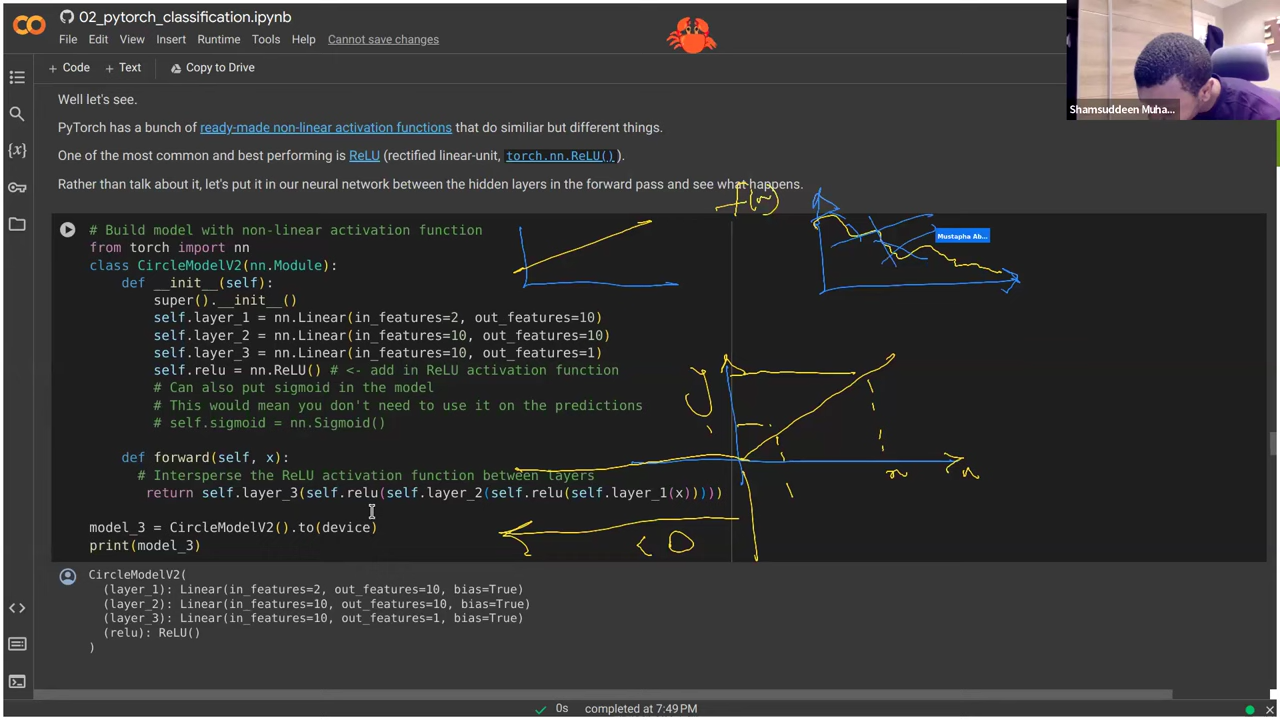 02_pytorch_classification.ipynb
File Edit View Insert Runtime Tools Help Cannot save changes
+ Code + Text Copy to Drive
Shamsuddeen Muha...
Well let's see.
PyTorch has a bunch of ready-made non-linear activation functions that do similiar but different things.
One of the most common and best performing is ReLU (rectified linear-unit, torch.nn.ReLU()).
Rather than talk about it, let's put it in our neural network between the hidden layers in the forward pass and see what happens.
Mustapha Ab...
# Build model with non-linear activation function
from torch import nn
class CircleModelV2(nn.Module):
def __init__(self):
super().__init__()
self.layer_1 = nn.Linear(in_features=2, out_features=10)
self.layer_2 = nn.Linear(in_features=10, out_features=10)
self.layer_3 = nn.Linear(in_features=10, out_features=1)
self.relu = nn.ReLU() # <- add in ReLU activation function
# Can also put sigmoid in the model
# This would mean you don't need to use it on the predictions
# self.sigmoid = nn.Sigmoid()
def forward(self, x):
# Intersperse the ReLU activation function between layers
return self.layer_3(self.relu(self.layer_2(self.relu(self.layer_1(x)))))
model_3 = CircleModelV2().to(device)
print(model_3)
y
1
< 0
CircleModelV2(
(layer_1): Linear(in_features=2, out_features=10, bias=True)
(layer_2): Linear(in_features=10, out_features=10, bias=True)
(layer_3): Linear(in_features=10, out_features=1, bias=True)
(relu): ReLU()
)
0s completed at 7:49 PM